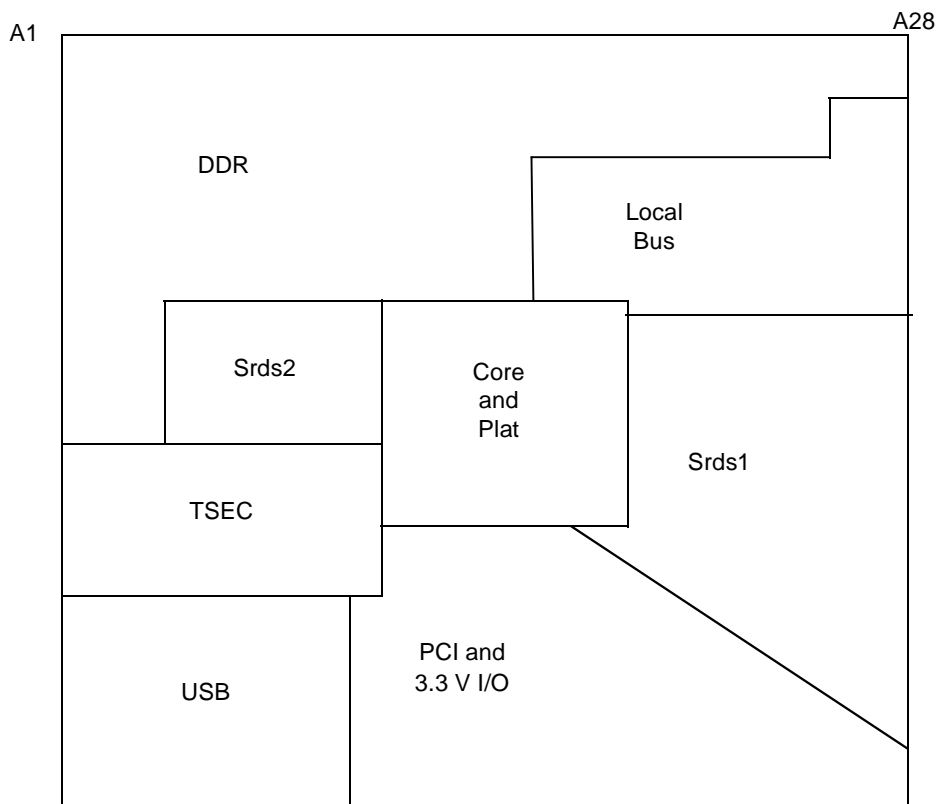 A1
A28
DDR
Local
Bus
Srds2
Core
and
Plat
Srds1
TSEC
PCI and
3.3 V I/O
USB